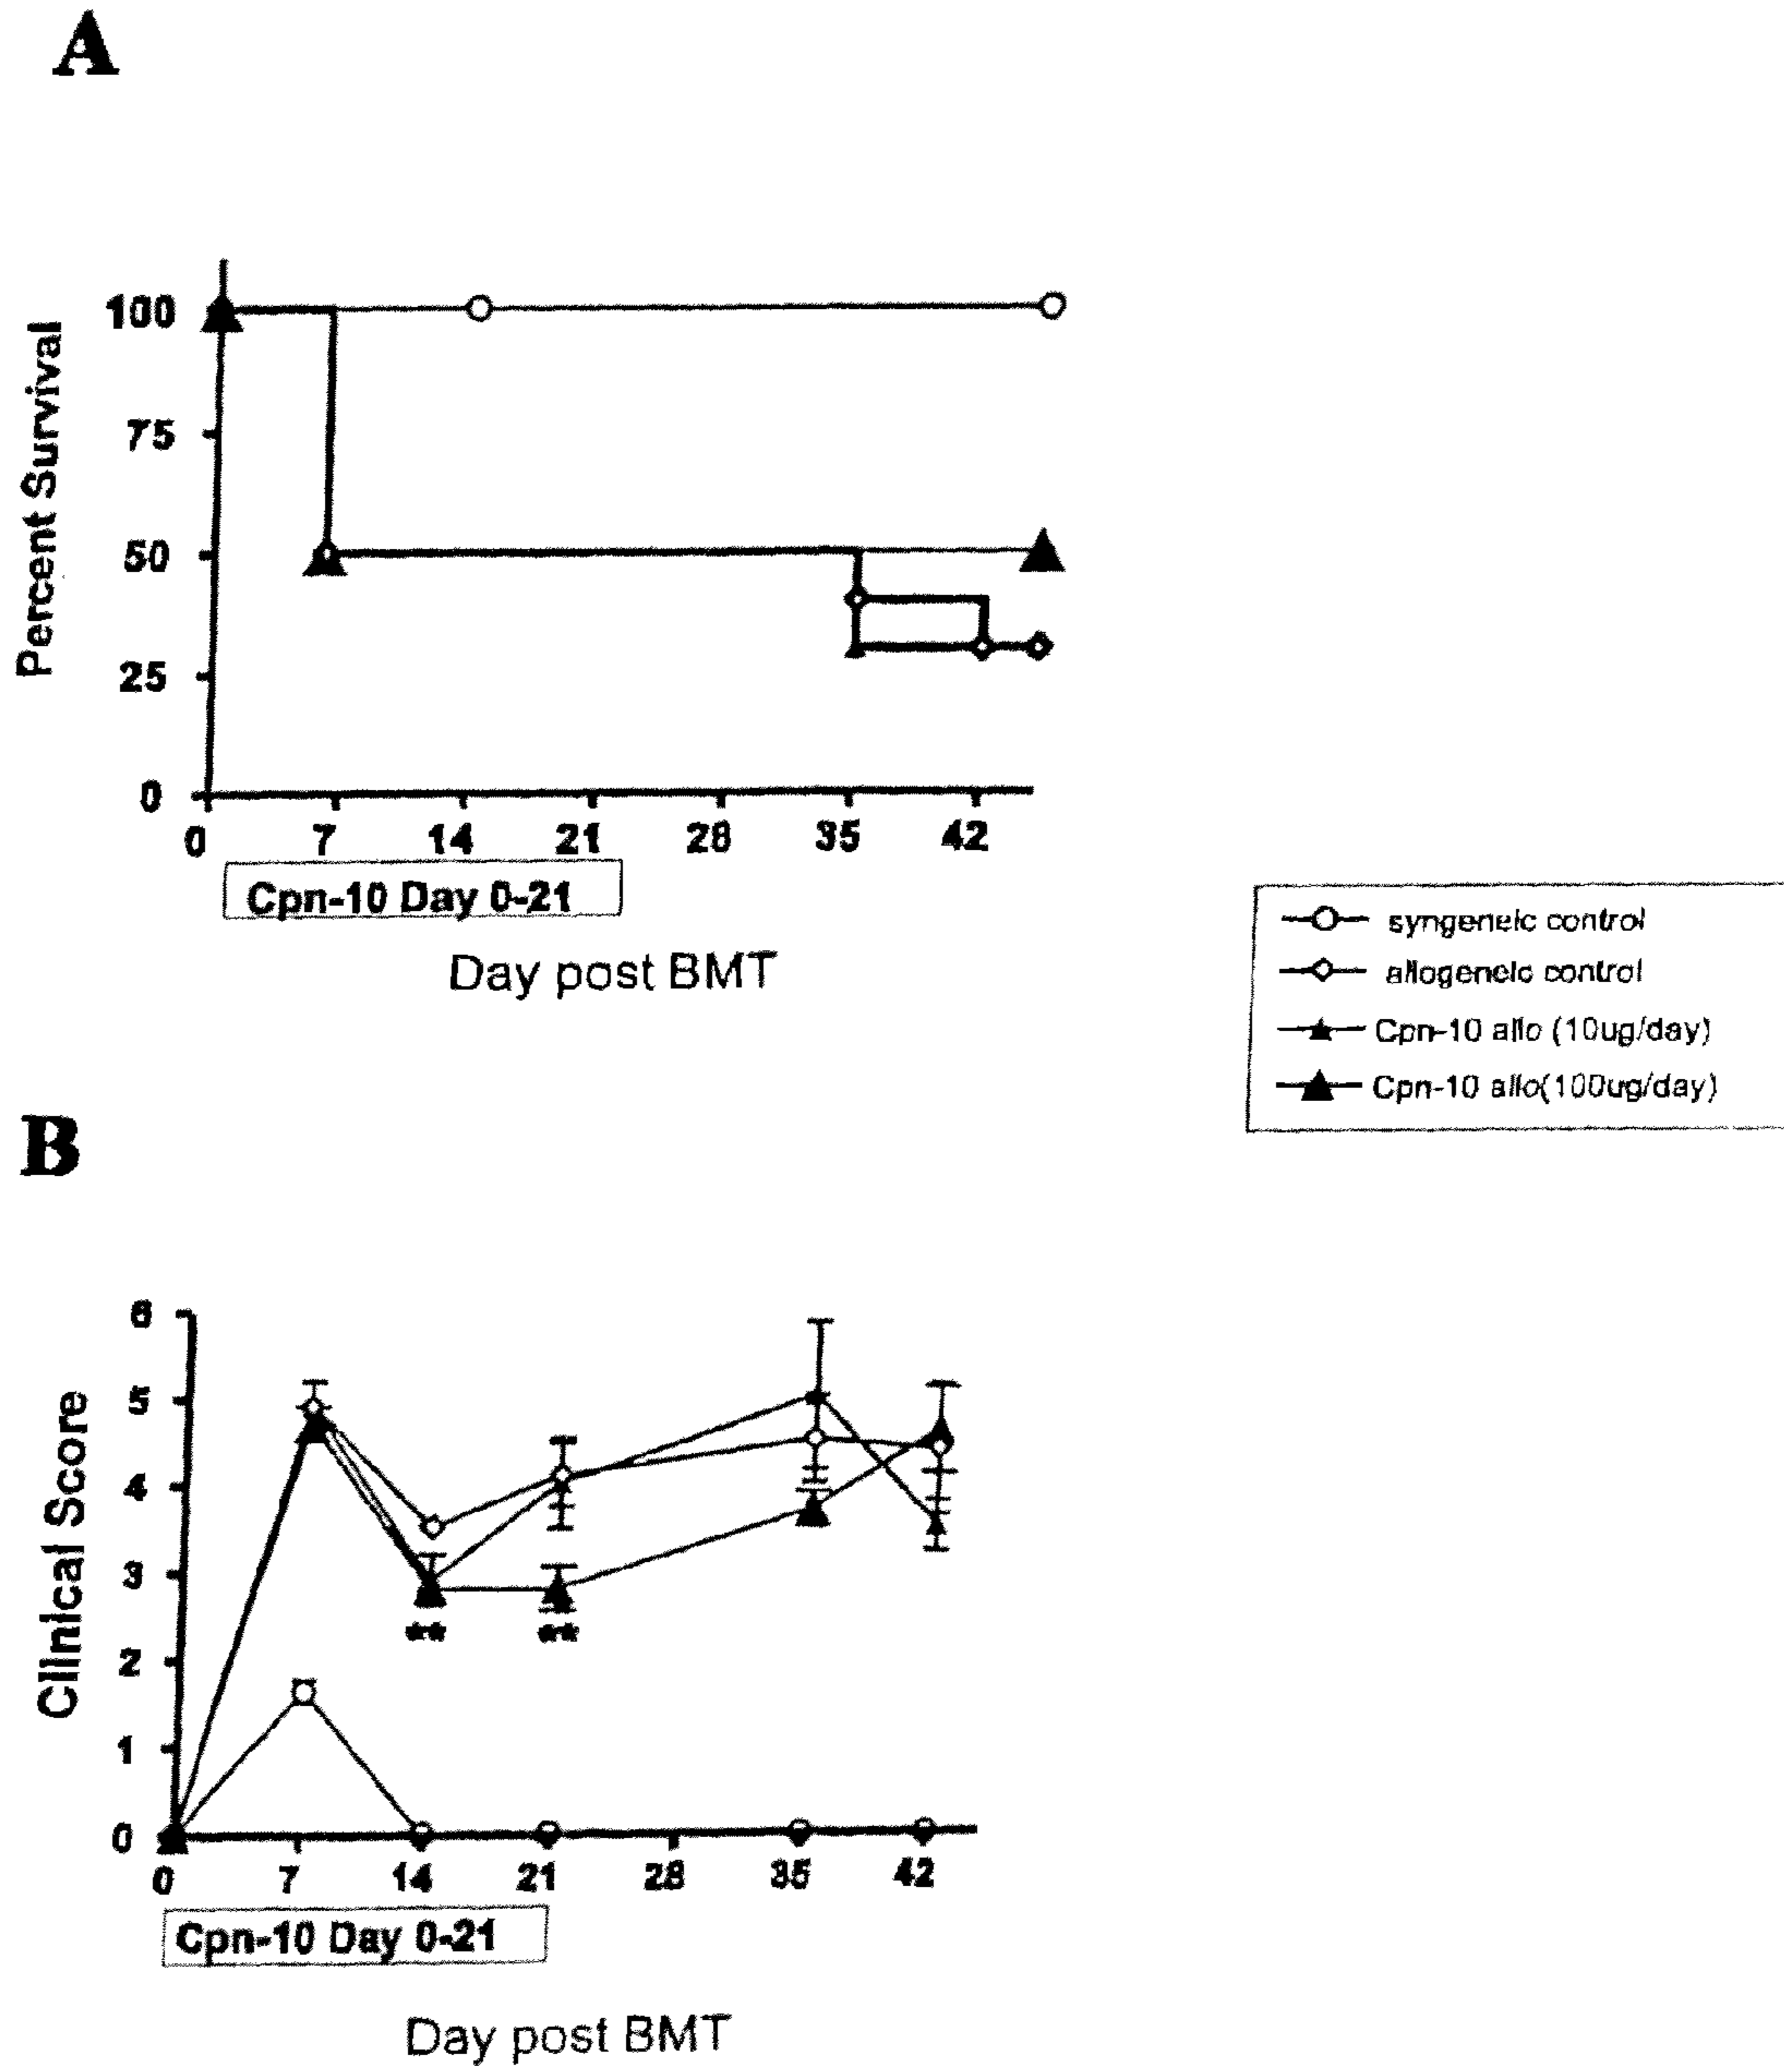 A
Percent Survival
100
75
50
25
0
0 7 14 21 28 35 42
Cpn-10 Day 0-21
Day post BMT
syngeneic control
allogeneic control
Cpn-10 allo (10ug/day)
Cpn-10 allo(100ug/day)
B
Clinical Score
6
5
4
3
2
1
0
** **
0 7 14 21 28 35 42
Cpn-10 Day 0-21
Day post BMT